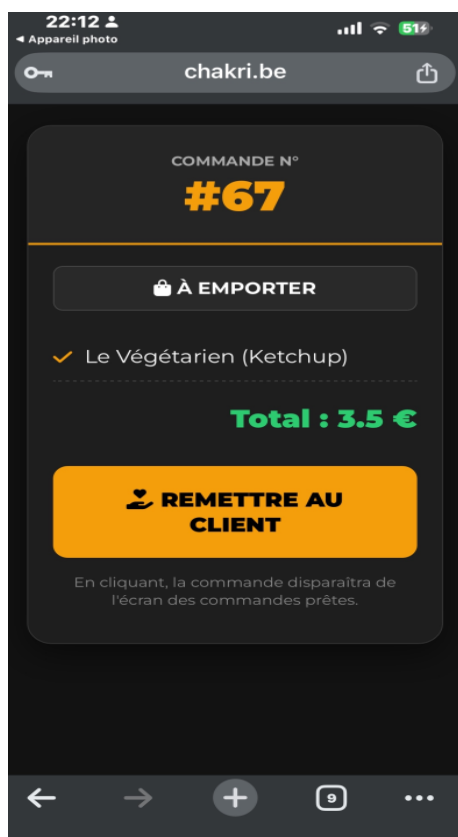 22:12
◀ Appareil photo
51
chakri.be
COMMANDE N°
#67
À EMPORTER
Le Végétarien (Ketchup)
Total : 3.5 €
REMETTRE AU
CLIENT
En cliquant, la commande disparaîtra de
l'écran des commandes prêtes.
9